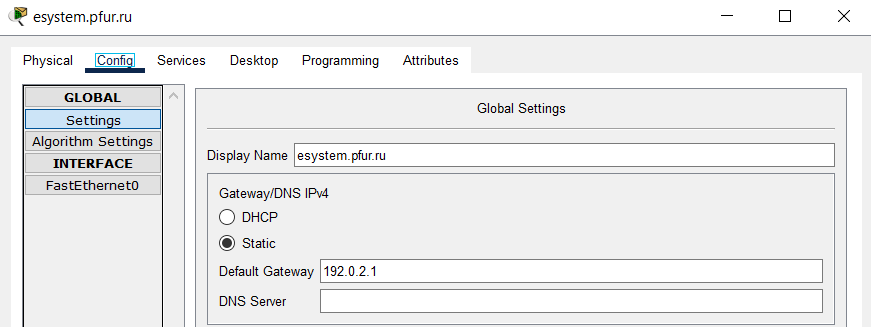 esystem.pfur.ru
Physical Config Services Desktop Programming Attributes
GLOBAL
Settings
Algorithm Settings
INTERFACE
FastEthernet0
Global Settings
Display Name esystem.pfur.ru
Gateway/DNS IPv4
DHCP
Static
Default Gateway 192.0.2.1
DNS Server